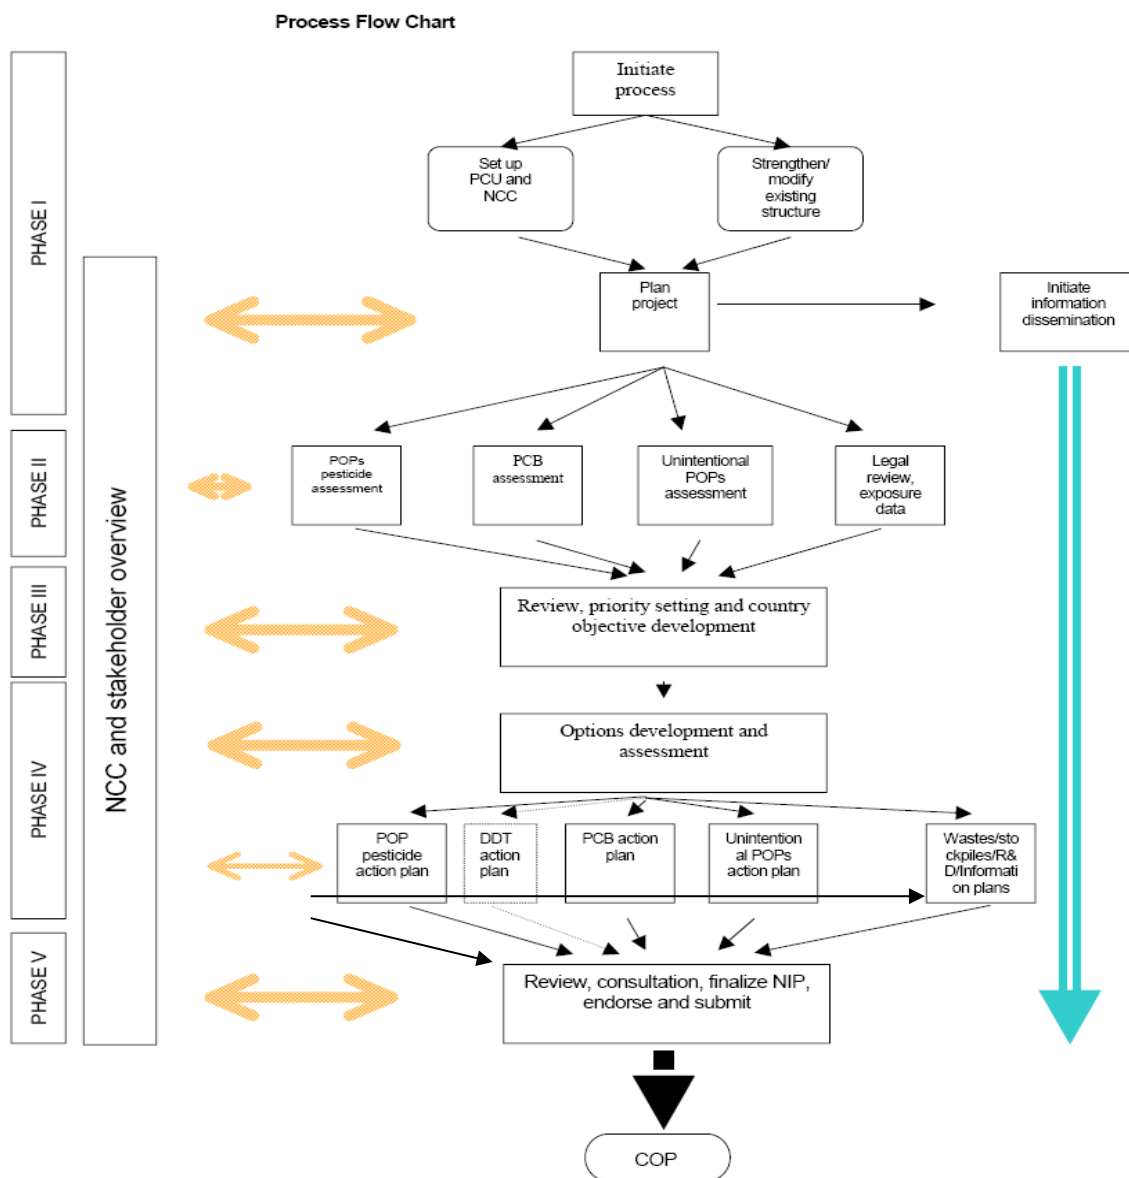 Process Flow Chart
PHASE I
PHASE II
PHASE III
PHASE IV
PHASE V
NCC and stakeholder overview
Initiate
process
Set up
PCU and
NCC
Strengthen/
modify
existing
structure
Plan
project
Initiate
information
dissemination
POPs
pesticide
assessment
PCB
assessment
Unintentional
POPs
assessment
Legal
review,
exposure
data
Review, priority setting and country
objective development
Options development and
assessment
POP
pesticide
action plan
DDT
action
plan
PCB action
plan
Unintention
al POPs
action plan
Wastes/sto
ckpiles/R&
D/Informati
on plans
Review, consultation, finalize NIP,
endorse and submit
COP